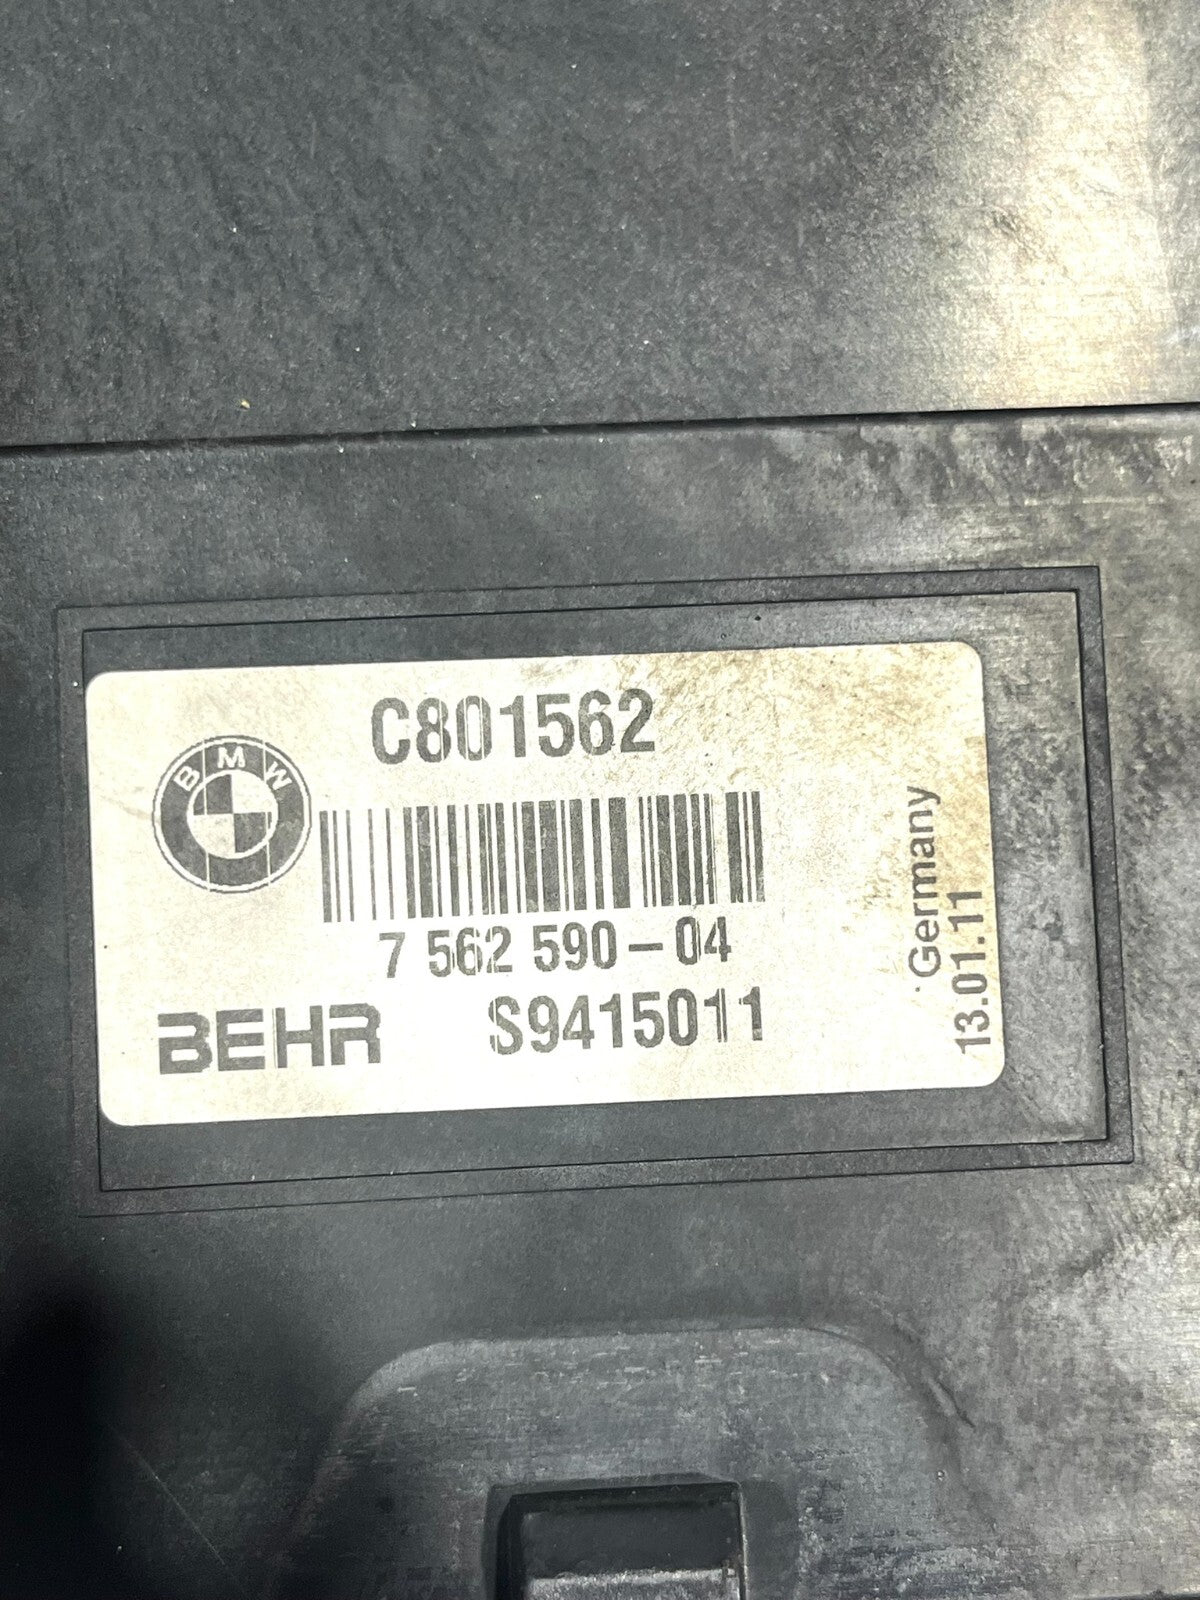 C801562
BMW
7 562 590-04
BEHR S9415011
Germany
13.01.11